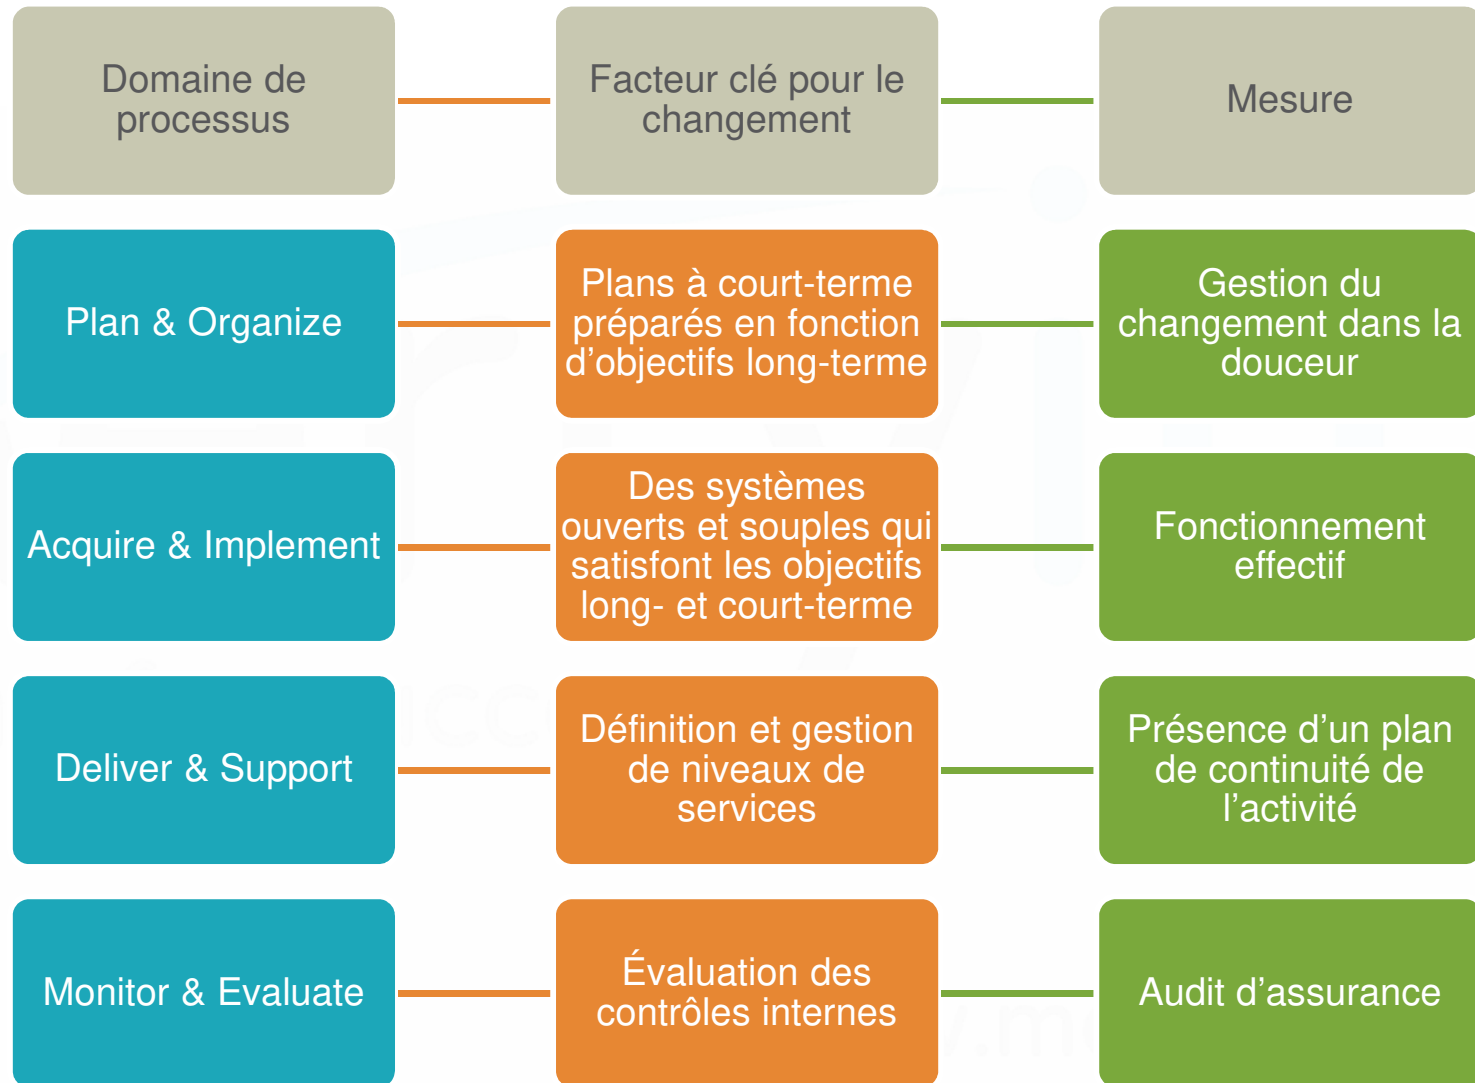 Domaine de
processus
Facteur clé pour le
changement
Mesure
Plan & Organize
Plans à court-terme
préparés en fonction
d’objectifs long-terme
Gestion du
changement dans la
douceur
Acquire & Implement
Des systèmes
ouverts et souples qui
satisfont les objectifs
long- et court-terme
Fonctionnement
effectif
Deliver & Support
Définition et gestion
de niveaux de
services
Présence d’un plan
de continuité de
l’activité
Monitor & Evaluate
Évaluation des
contrôles internes
Audit d’assurance